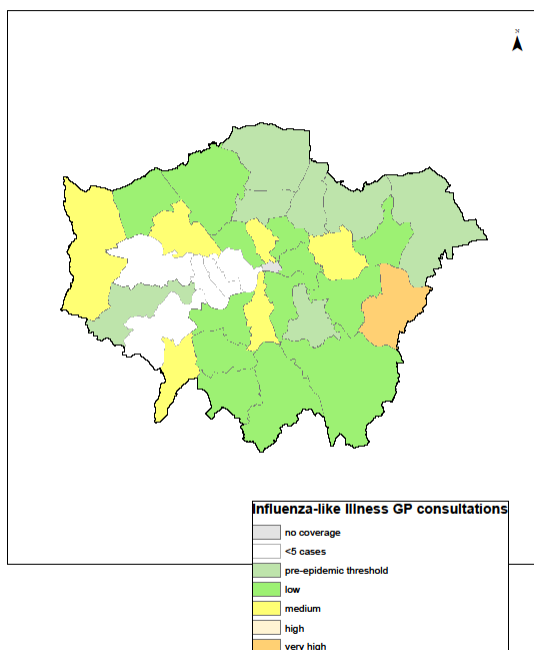 N
Influenza-like Illness GP consultations
no coverage
<5 cases
pre-epidemic threshold
low
medium
high
very high